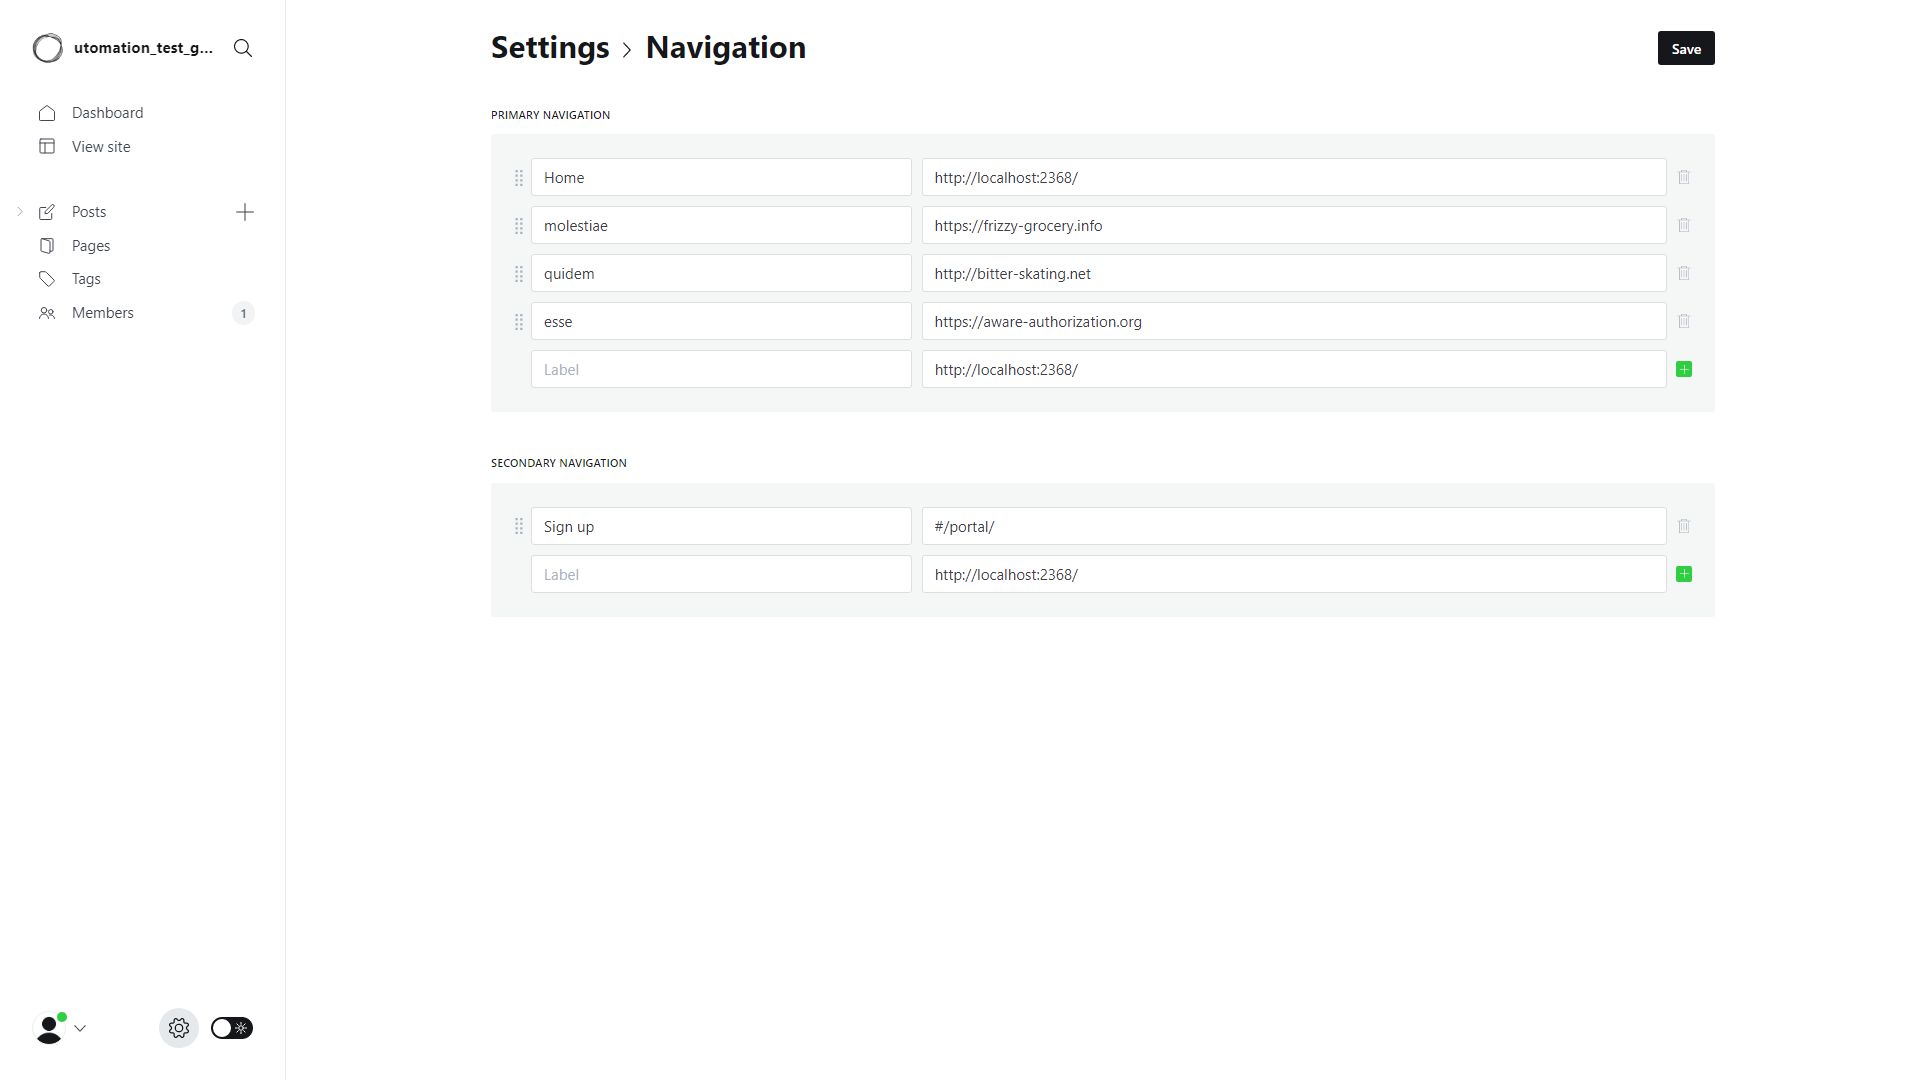 utomation_test_g...
Dashboard
View site
Posts
Pages
Tags
Members
1
Settings
Navigation
Save
PRIMARY NAVIGATION
Home
http://localhost:2368/
molestiae
https://frizzy-grocery.info
quidem
http://bitter-skating.net
esse
https://aware-authorization.org
Label
http://localhost:2368/
SECONDARY NAVIGATION
Sign up
#/portal/
Label
http://localhost:2368/